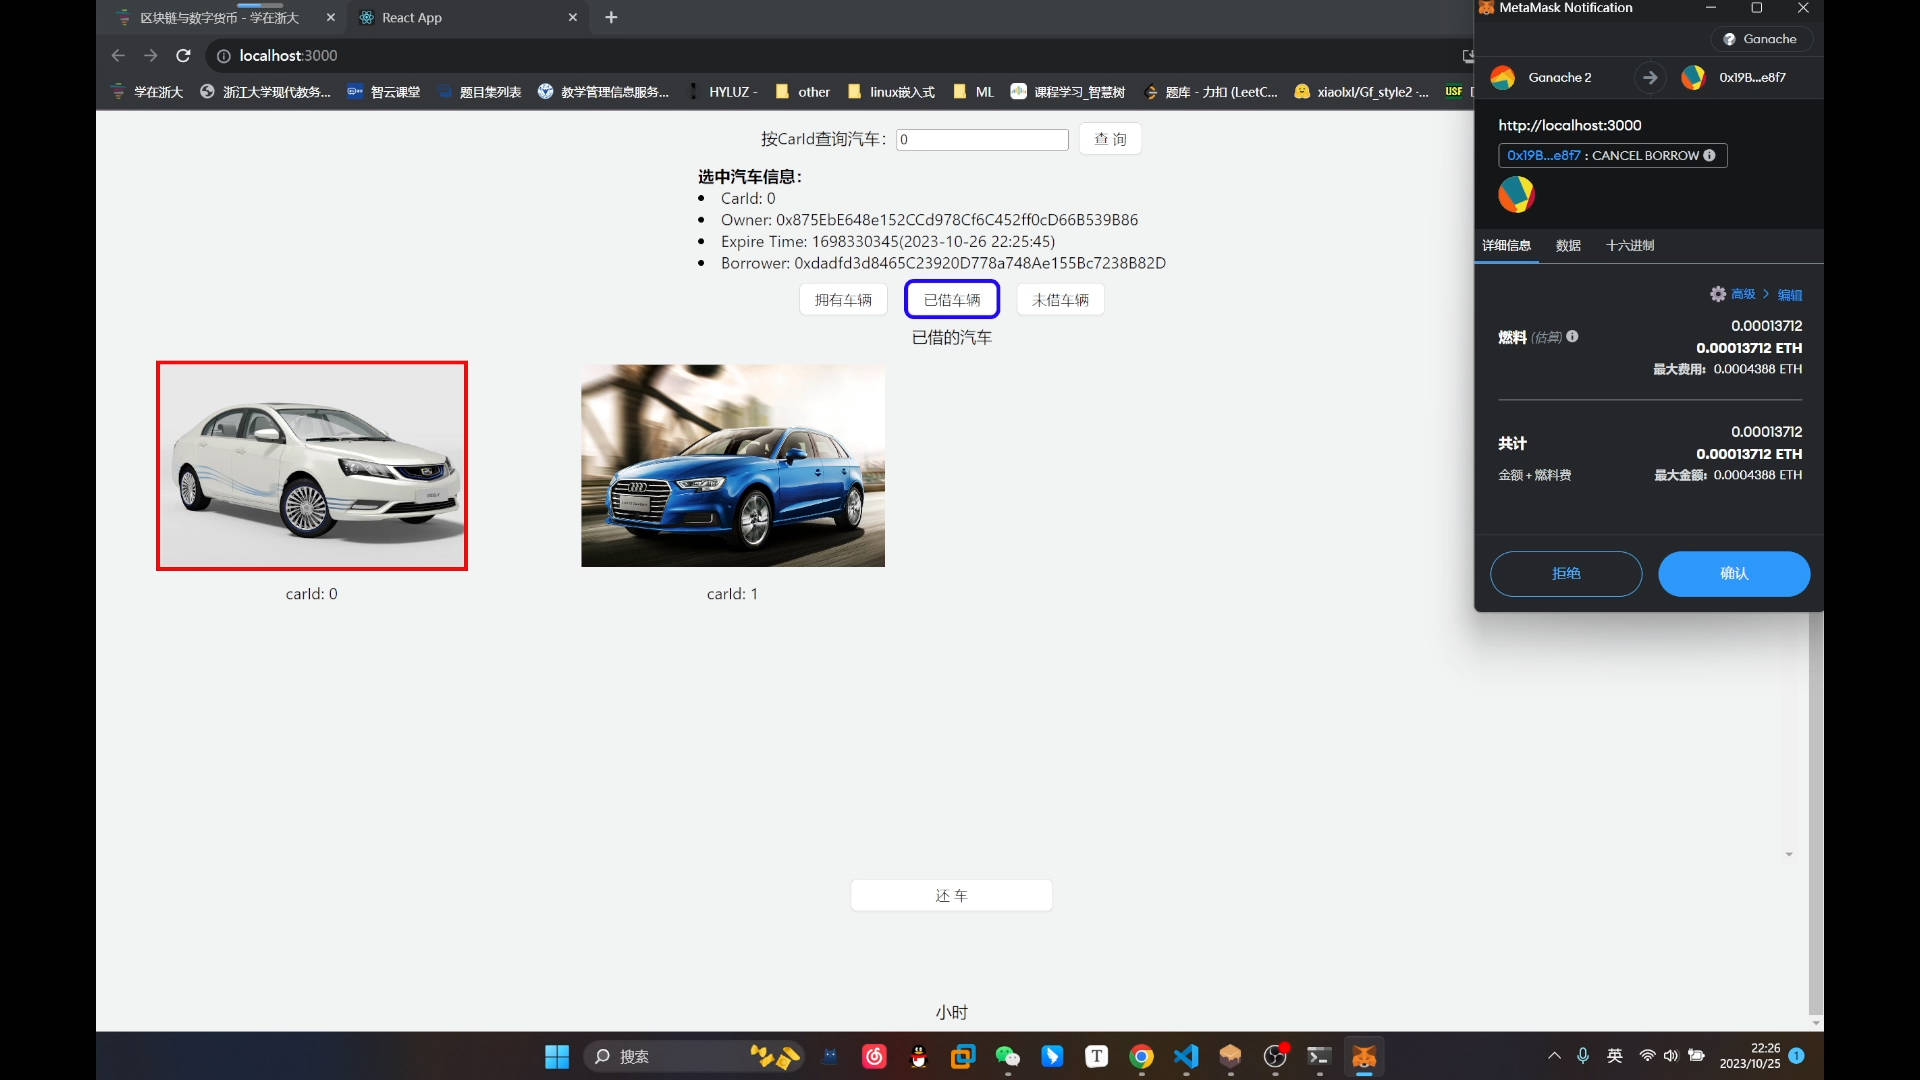 区块链与数字货币 - 学在浙大
React App
MetaMask Notification
localhost:3000
Ganache
学在浙大
浙江大学现代教务...
智云课堂
题目集列表
教学管理信息服务...
HYLUZ -
other
linux嵌入式
ML
课程学习_智慧树
题库 - 力扣 (LeetC...
xiaolxl/Gf_style2 -...
USF
Ganache 2
0x19B...e8f7
http://localhost:3000
0x19B...e8f7 : CANCEL BORROW
按CarId查询汽车：
0
查 询
选中汽车信息：
CarId: 0
Owner: 0x875EbE648e152CCd978Cf6C452ff0cD66B539B86
Expire Time: 1698330345(2023-10-26 22:25:45)
Borrower: 0xdadfd3d8465C23920D778a748Ae155Bc7238B82D
拥有车辆
已借车辆
未借车辆
已借的汽车
carId: 0
carId: 1
还 车
小时
详细信息
数据
十六进制
高级 >
编辑
燃料 (估算)
0.00013712
0.00013712 ETH
最大费用: 0.0004388 ETH
共计
0.00013712
0.00013712 ETH
金额 + 燃料费
最大金额: 0.0004388 ETH
拒绝
确认
搜索
T
英
22:26
2023/10/25
1